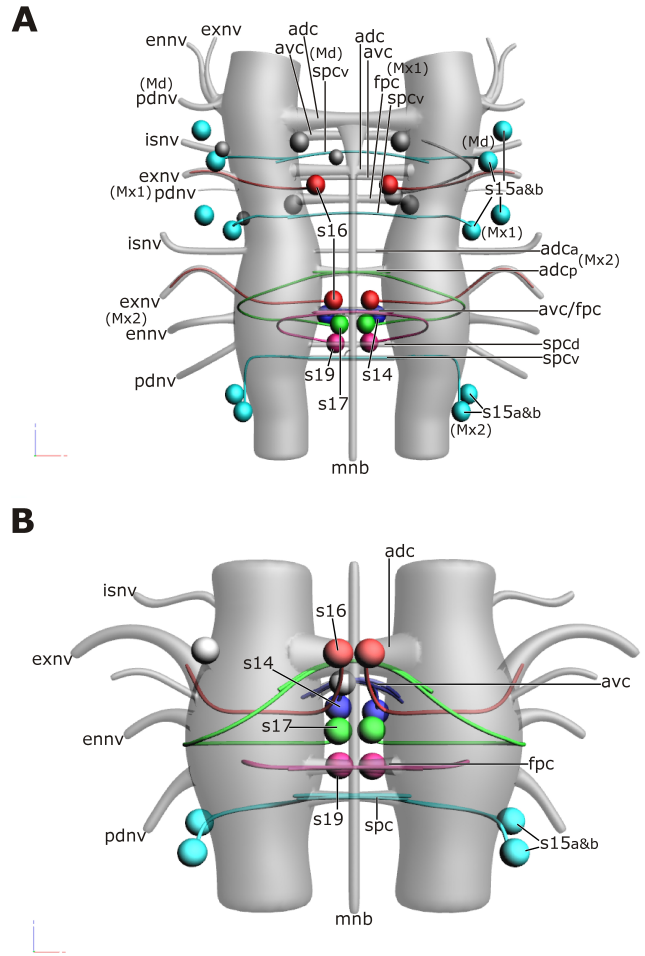 A
exnv
ennv
adc
avc
(Md)
spcv
adc
avc
(Mx1)
fpc
spcv
(Md)
pdnv
isnv
(Md)
exnv
(Mx1) pdnv
s15a&b
s16
(Mx1)
isnv
adca
(Mx2)
adcp
exnv
(Mx2)
ennv
avc/fpc
spcd
spcv
pdnv
s19
s14
s17
s15a&b
(Mx2)
mnb
B
adc
isnv
s16
exnv
s14
avc
s17
ennv
fpc
pdnv
s19
spc
s15a&b
mnb